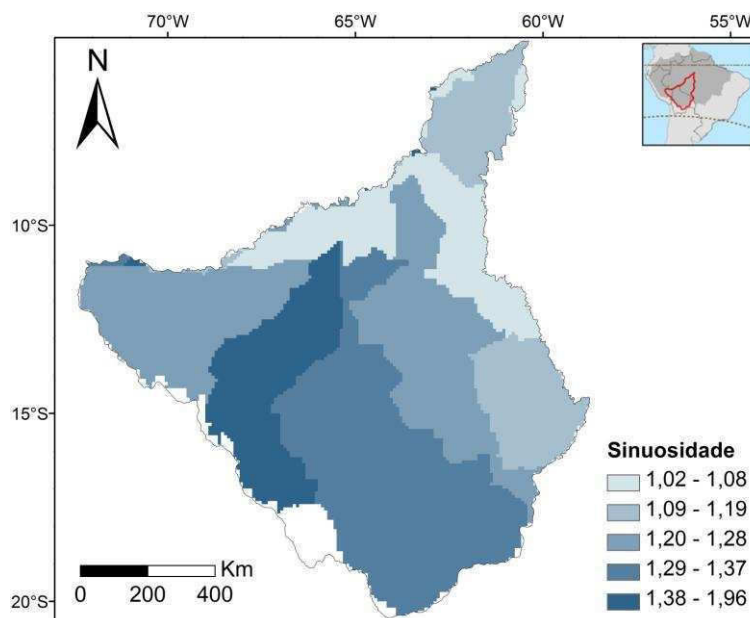 70°W 65°W 60°W 55°W
N
10°S
15°S
20°S
Km
0 200 400
Sinuosidade
1,02 - 1,08
1,09 - 1,19
1,20 - 1,28
1,29 - 1,37
1,38 - 1,96